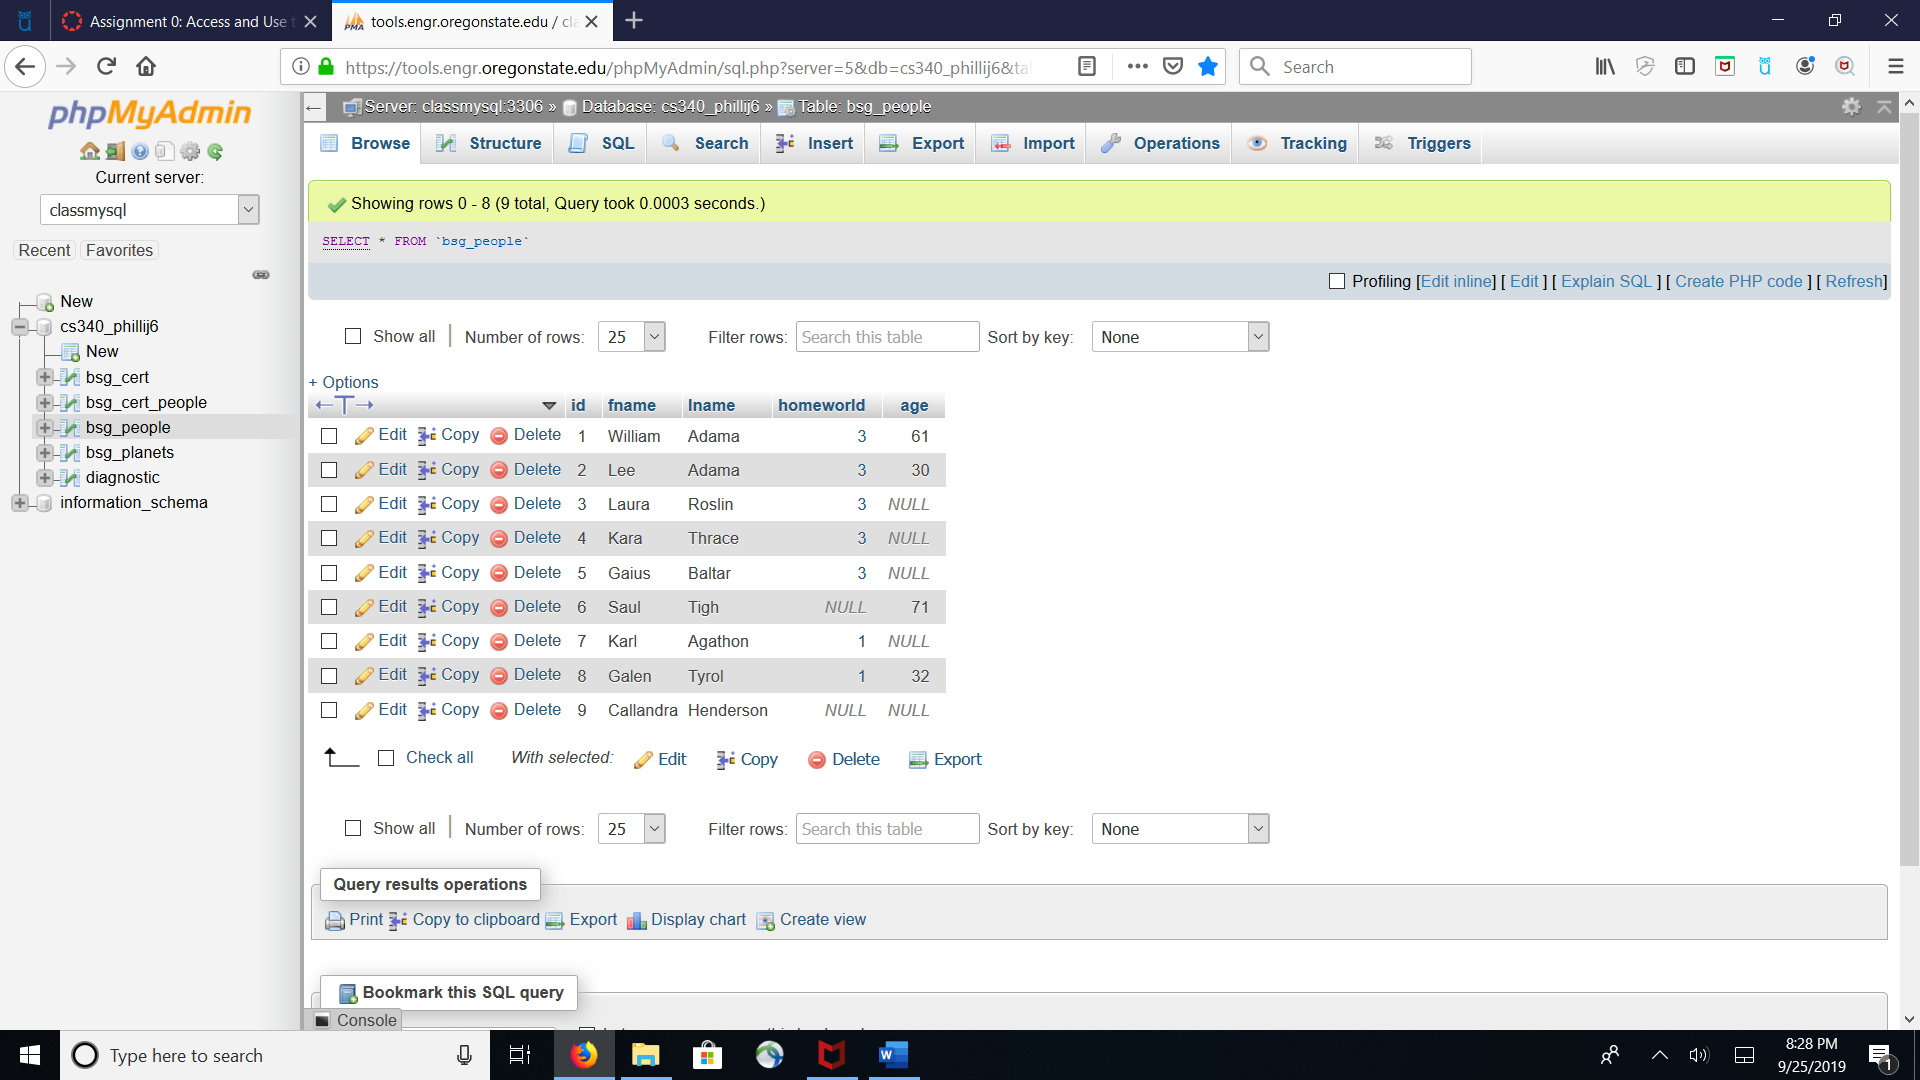 Assignment 0: Access and Use t
tools.engr.oregonstate.edu / cla
https://tools.engr.oregonstate.edu/phpMyAdmin/sql.php?server=5&db=cs340_phillij6&ta
Search
phpMyAdmin
Current server:
classmysql
Recent Favorites
New
cs340_phillij6
New
bsg_cert
bsg_cert_people
bsg_people
bsg_planets
diagnostic
information_schema
Server: classmysql:3306 » Database: cs340_phillij6 » Table: bsg_people
Browse Structure SQL Search Insert Export Import Operations Tracking Triggers
Showing rows 0 - 8 (9 total, Query took 0.0003 seconds.)
SELECT * FROM `bsg_people`
Profiling [Edit inline] [ Edit ] [ Explain SQL ] [ Create PHP code ] [ Refresh]
Show all | Number of rows: 25 Filter rows: Search this table Sort by key: None
+ Options
←T→ id fname lname homeworld age
Edit Copy Delete 1 William Adama 3 61
Edit Copy Delete 2 Lee Adama 3 30
Edit Copy Delete 3 Laura Roslin 3 NULL
Edit Copy Delete 4 Kara Thrace 3 NULL
Edit Copy Delete 5 Gaius Baltar 3 NULL
Edit Copy Delete 6 Saul Tigh NULL 71
Edit Copy Delete 7 Karl Agathon 1 NULL
Edit Copy Delete 8 Galen Tyrol 1 32
Edit Copy Delete 9 Callandra Henderson NULL NULL
Check all With selected: Edit Copy Delete Export
Show all | Number of rows: 25 Filter rows: Search this table Sort by key: None
Query results operations
Print Copy to clipboard Export Display chart Create view
Bookmark this SQL query
Console
Type here to search
8:28 PM
9/25/2019
1